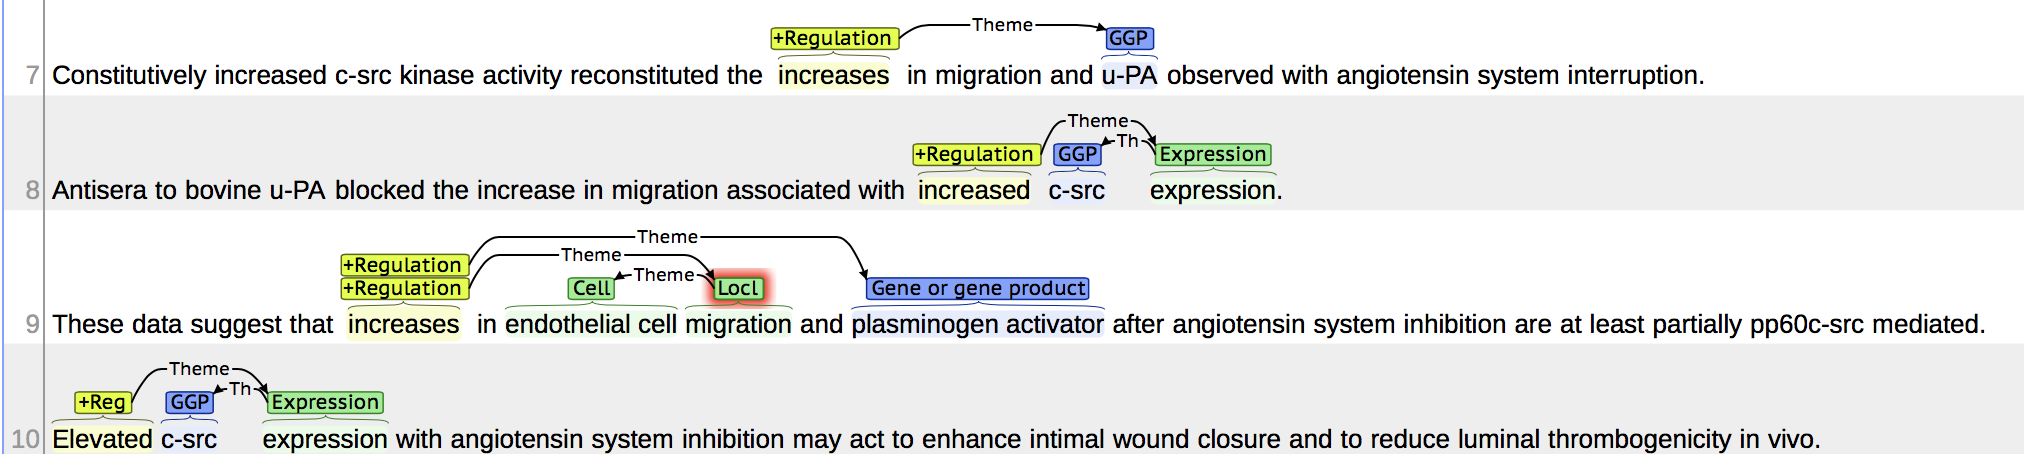 Theme
+Regulation GGP
7 Constitutively increased c-src kinase activity reconstituted the increases in migration and u-PA observed with angiotensin system interruption.
Theme
Th
+Regulation GGP Expression
8 Antisera to bovine u-PA blocked the increase in migration associated with increased c-src expression.
Theme
+Regulation Theme
Theme
+Regulation Cell Locl Gene or gene product
9 These data suggest that increases in endothelial cell migration and plasminogen activator after angiotensin system inhibition are at least partially pp60c-src mediated.
Theme
Th
+Reg GGP Expression
10 Elevated c-src expression with angiotensin system inhibition may act to enhance intimal wound closure and to reduce luminal thrombogenicity in vivo.